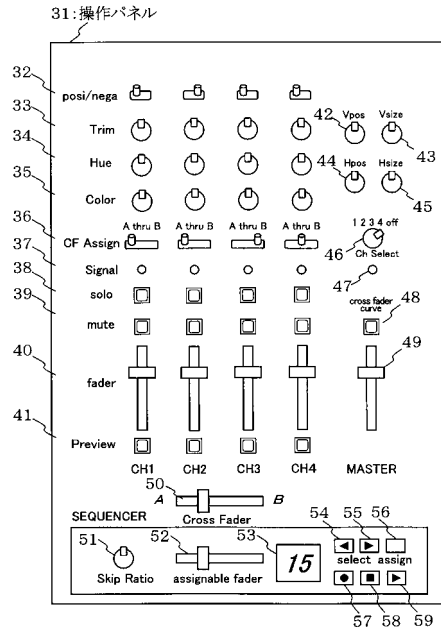 31:操作パネル
32
posi/nega
33
Trim
42
Vpos
Vsize
43
34
Hue
44
Hpos
Hsize
45
35
Color
36
A thru B
A thru B
A thru B
A thru B
CF Assign
1 2 3 4 off
46
Ch Select
37
Signal
47
38
solo
39
mute
cross fader
curve
48
40
fader
49
41
Preview
CH1
CH2
CH3
CH4
MASTER
50
A
B
Cross Fader
SEQUENCER
51
Skip Ratio
52
assignable fader
53
15
54
55
56
select
assign
57
58
59